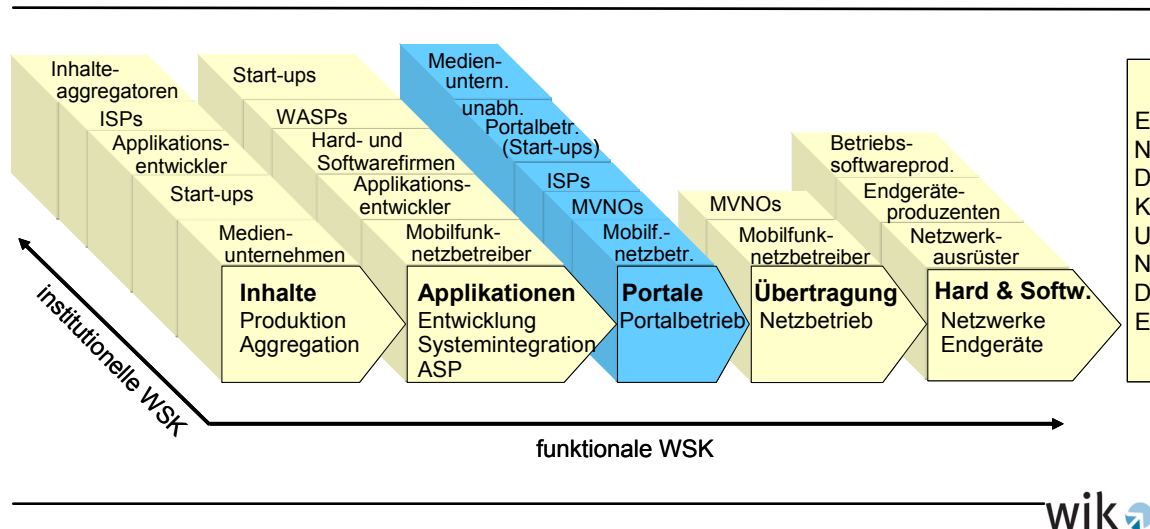 Inhalte-
aggregatoren
ISPs
Applikations-
entwickler
Start-ups
Medien-
unternehmen
Inhalte
Produktion
Aggregation
Start-ups
WASPs
Hard- und
Softwarefirmen
Applikations-
entwickler
Mobilfunk-
netzbetreiber
Applikationen
Entwicklung
Systemintegration
ASP
Medien-
untern.
unabh.
Portalbetr.
(Start-ups)
ISPs
MVNOs
Mobilf.-
netzbetr.
Portale
Portalbetrieb
MVNOs
Mobilfunk-
netzbetreiber
Übertragung
Netzbetrieb
Betriebs-
softwareprod.
Endgeräte-
produzenten
Netzwerk-
ausrüster
Hard & Softw.
Netzwerke
Endgeräte
E
N
D
K
U
N
D
E
institutionelle WSK
funktionale WSK
wik